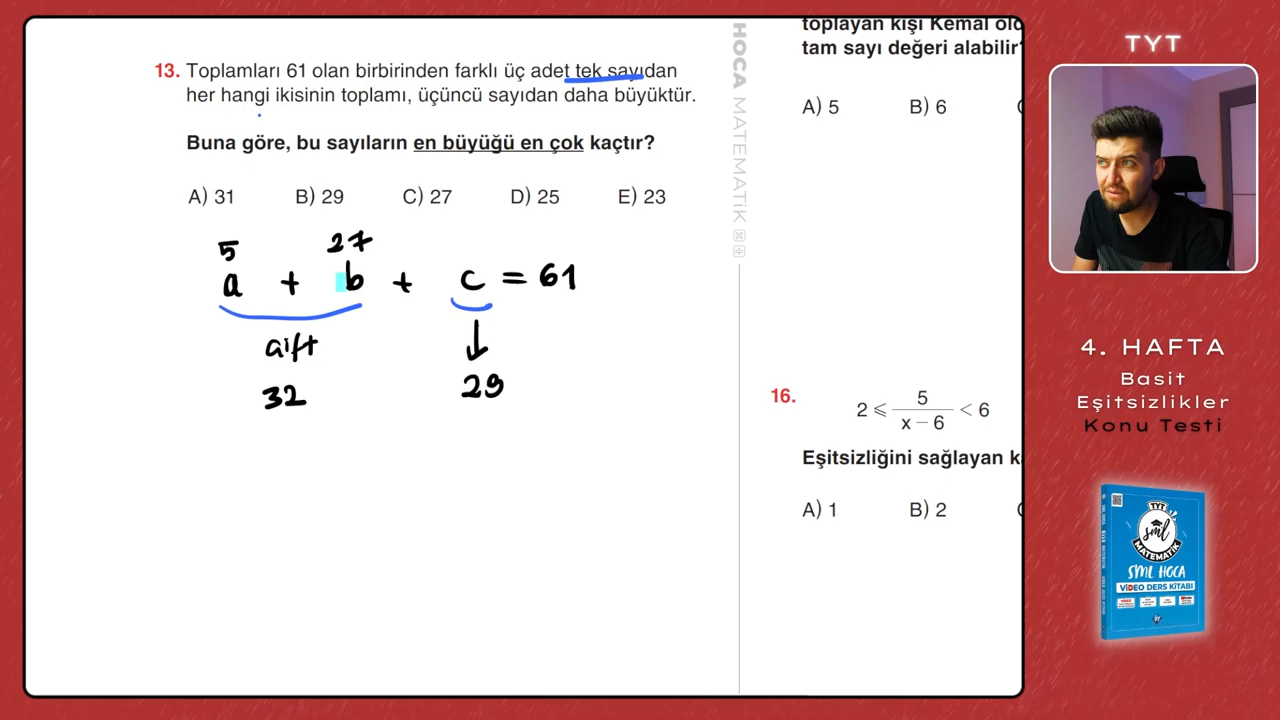 13. Toplamları 61 olan birbirinden farklı üç adet tek sayıdan
her hangi ikisinin toplamı, üçüncü sayıdan daha büyüktür.
Buna göre, bu sayıların en büyüğü en çok kaçtır?
A) 31 B) 29 C) 27 D) 25 E) 23
5 27
a + b + c = 61
çift
32 29
HOCA MATEMATİK
toplayan kişi Kemal old
tam sayı değeri alabilir?
A) 5 B) 6
16. 2 ⩽ 5 / x – 6 < 6
Eşitsizliğini sağlayan k
A) 1 B) 2
TYT
4. HAFTA
Basit
Eşitsizlikler
Konu Testi
TYT
sml
MATEMATİK
SML HOCA
VİDEO DERS KİTABI